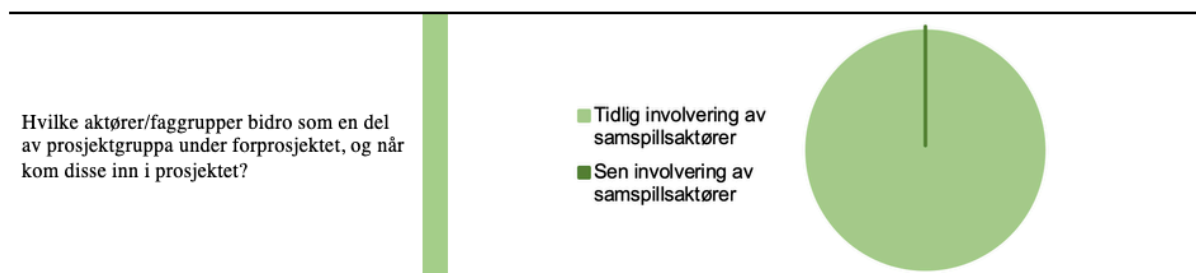 Hvilke aktører/faggrupper bidro som en del
av prosjektgruppa under forprosjektet, og når
kom disse inn i prosjektet?
Tidlig involvering av
samspillsaktører
Sen involvering av
samspillsaktører